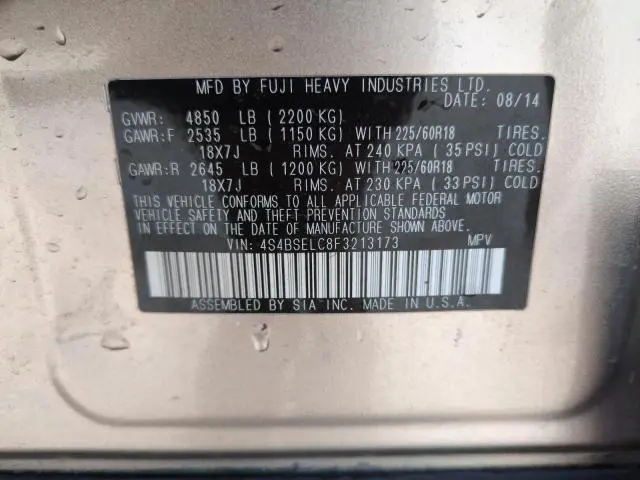 MFD BY FUJI HEAVY INDUSTRIES LTD.
DATE: 08/14
GVWR: 4850 LB (2200 KG)
GAWR:F 2535 LB (1150 KG) WITH 225/60R18 TIRES.
18X7J RIMS. AT 240 KPA (35 PSI) COLD
GAWR:R 2645 LB (1200 KG) WITH 225/60R18 TIRES.
18X7J RIMS. AT 230 KPA (33 PSI) COLD
THIS VEHICLE CONFORMS TO ALL APPLICABLE FEDERAL MOTOR
VEHICLE SAFETY AND THEFT PREVENTION STANDARDS IN
EFFECT ON THE DATE OF MANUFACTURE SHOWN ABOVE.
VIN: 4S4BSELC8F3213173 MPV
ASSEMBLED BY SIA INC. MADE IN U.S.A.